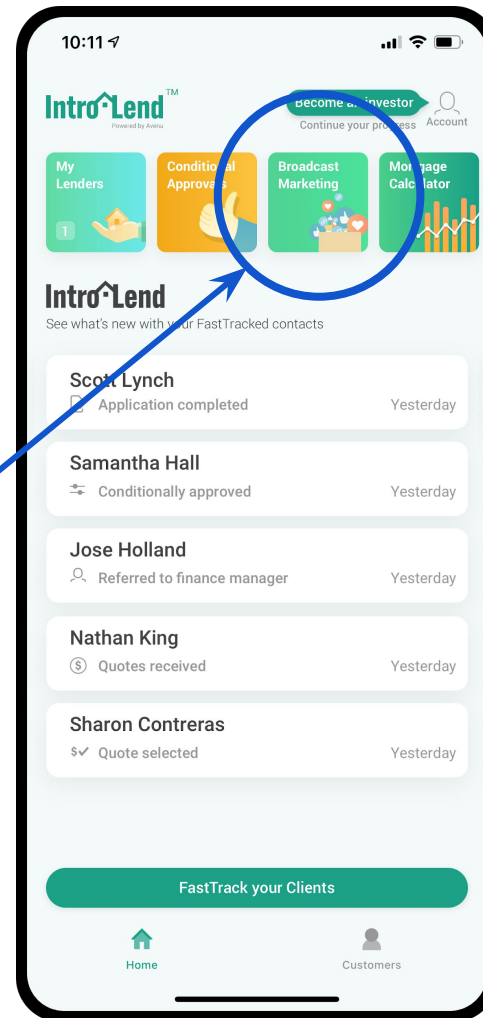 10:11
Intro Lend™
Powered by Avenu
Become an investor
Continue your progress
Account
My
Lenders
1
Conditional
Approvals
Broadcast
Marketing
Mortgage
Calculator
Intro Lend
See what's new with your FastTracked contacts
Scott Lynch
Application completed
Yesterday
Samantha Hall
Conditionally approved
Yesterday
Jose Holland
Referred to finance manager
Yesterday
Nathan King
Quotes received
Yesterday
Sharon Contreras
Quote selected
Yesterday
FastTrack your Clients
Home
Customers